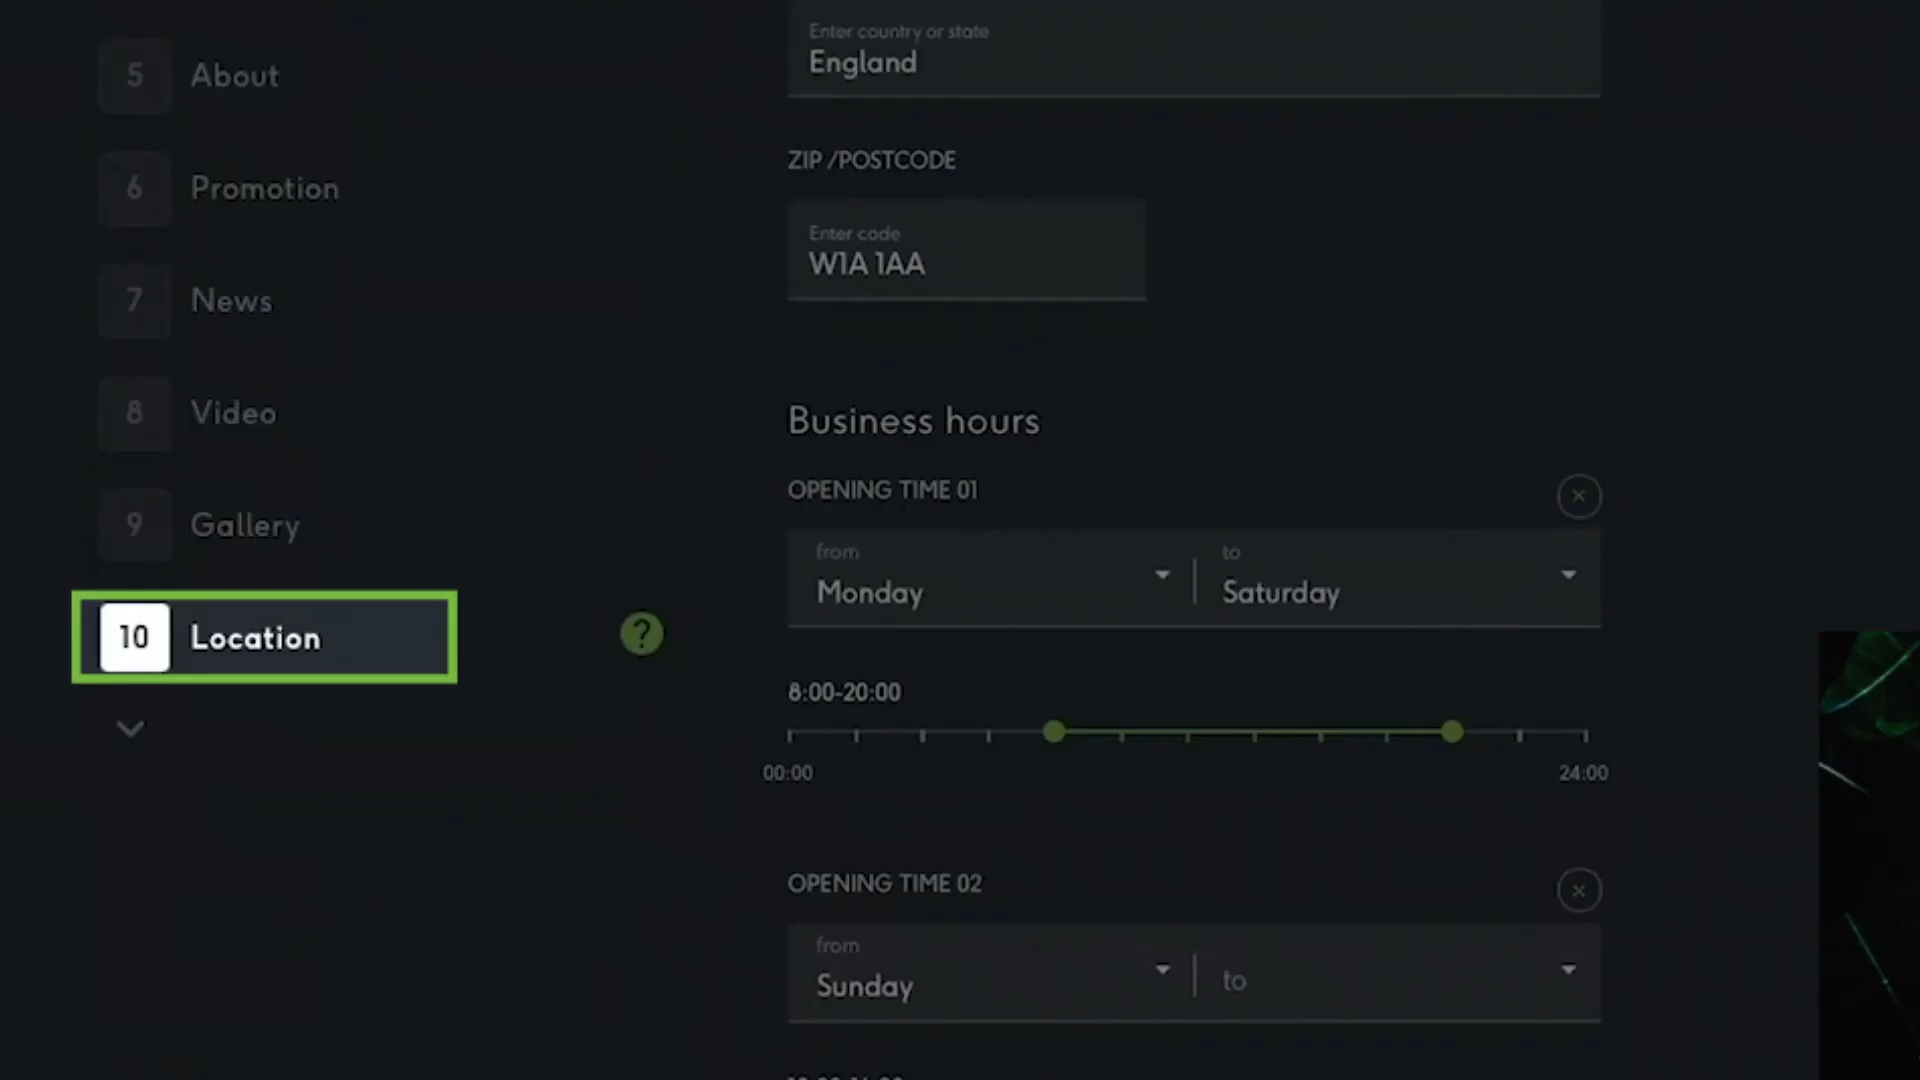 5 About
6 Promotion
7 News
8 Video
9 Gallery
10 Location
?
Enter country or state
England
ZIP /POSTCODE
Enter code
W1A 1AA
Business hours
OPENING TIME 01
from
Monday
to
Saturday
8:00-20:00
00:00
24:00
OPENING TIME 02
from
Sunday
to